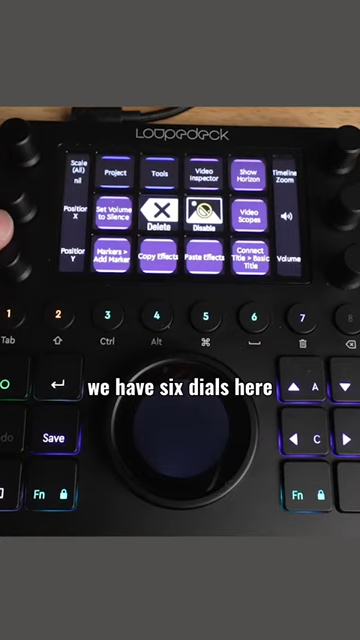 Loupedeck
Scale
(All)
nil
Project
Tools
Video
Inspector
Show
Horizon
Timeline
Zoom
Position
X
Set Volume
to Silence
Delete
Disable
Video
Scopes
Position
Y
Markers >
Add Marker
Copy Effects
Paste Effects
Connect
Title > Basic
Title
Volume
1 2 3 4 5 6 7 8
Tab Ctrl Alt ⌘
we have six dials here
A
Save
C
Fn
Fn